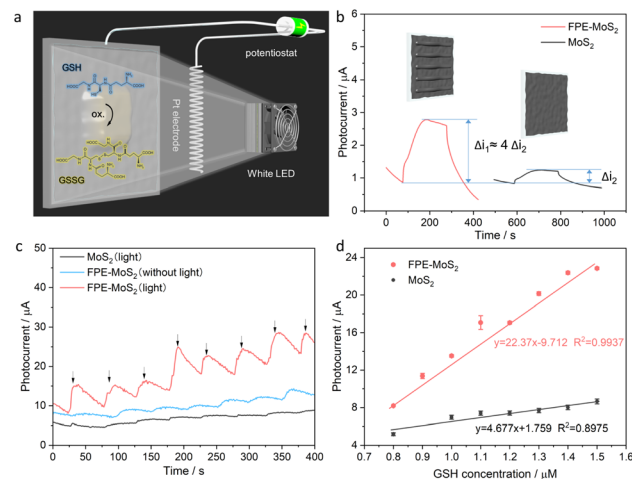 a
GSH
ox.
GSSG
Pt electrode
potentiostat
White LED
b
Photocurrent / μA
6
5
4
3
2
1
0
FPE-MoS₂
MoS₂
Δi₁≈ 4 Δi₂
Δi₂
0 200 400 600 800 1000
Time / s
c
Photocurrent / μA
50
40
30
20
10
0
MoS₂(light)
FPE-MoS₂(without light)
FPE-MoS₂(light)
0 50 100 150 200 250 300 350 400
Time / s
d
Photocurrent / μA
24
20
16
12
8
4
FPE-MoS₂
MoS₂
y=22.37x-9.712 R²=0.9937
y=4.677x+1.759 R²=0.8975
0.7 0.8 0.9 1.0 1.1 1.2 1.3 1.4 1.5 1.6
GSH concentration / μM